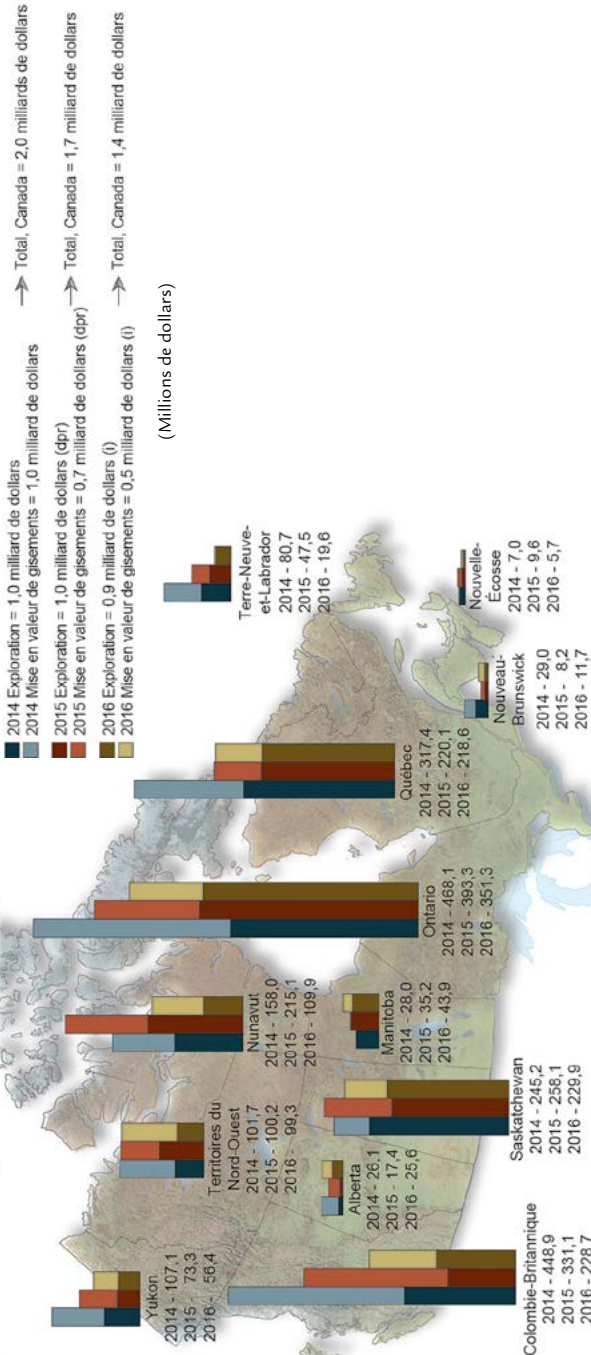 2014 Exploration = 1,0 milliard de dollars
2014 Mise en valeur de gisements = 1,0 milliard de dollars
Total, Canada = 2,0 milliards de dollars
2015 Exploration = 1,0 milliard de dollars (dpr)
2015 Mise en valeur de gisements = 0,7 milliard de dollars (dpr)
Total, Canada = 1,7 milliard de dollars
2016 Exploration = 0,9 milliard de dollars (i)
2016 Mise en valeur de gisements = 0,5 milliard de dollars (i)
Total, Canada = 1,4 milliard de dollars
(Millions de dollars)
Yukon
2014 - 107,1
2015 - 73,3
2016 - 56,4
Territoires du
Nord-Ouest
2014 - 101,7
2015 - 100,2
2016 - 99,3
Nunavut
2014 - 158,0
2015 - 215,1
2016 - 109,9
Terre-Neuve-
et-Labrador
2014 - 80,7
2015 - 47,5
2016 - 19,6
Colombie-Britannique
2014 - 448,9
2015 - 331,1
2016 - 228,7
Alberta
2014 - 26,1
2015 - 17,4
2016 - 25,6
Saskatchewan
2014 - 245,2
2015 - 258,1
2016 - 229,9
Manitoba
2014 - 28,0
2015 - 35,2
2016 - 43,9
Ontario
2014 - 468,1
2015 - 393,3
2016 - 351,3
Québec
2014 - 317,4
2015 - 220,1
2016 - 218,6
Nouveau-
Brunswick
2014 - 29,0
2015 - 8,2
2016 - 11,7
Nouvelle-
Écosse
2014 - 7,0
2015 - 9,6
2016 - 5,7